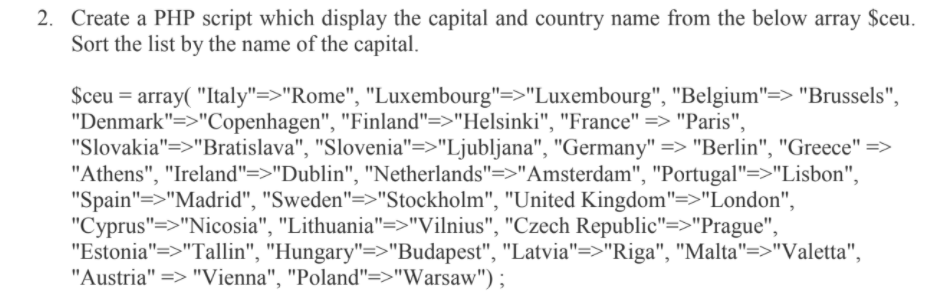 2. Create a PHP script which display the capital and country name from the below array $ceu.
Sort the list by the name of the capital.
$ceu = array( "Italy"=>"Rome", "Luxembourg"=>"Luxembourg", "Belgium"=> "Brussels",
"Denmark"=>"Copenhagen", "Finland"=>"Helsinki", "France" => "Paris",
"Slovakia"=>"Bratislava", "Slovenia"=>"Ljubljana", "Germany" => "Berlin", "Greece" =>
"Athens", "Ireland"=>"Dublin", "Netherlands"=>"Amsterdam", "Portugal"=>"Lisbon",
"Spain"=>"Madrid", "Sweden"=>"Stockholm", "United Kingdom"=>"London",
"Cyprus"=>"Nicosia", "Lithuania"=>"Vilnius", "Czech Republic"=>"Prague",
"Estonia"=>"Tallin", "Hungary"=>"Budapest", "Latvia"=>"Riga", "Malta"=>"Valetta",
"Austria" => "Vienna", "Poland"=>"Warsaw") ;